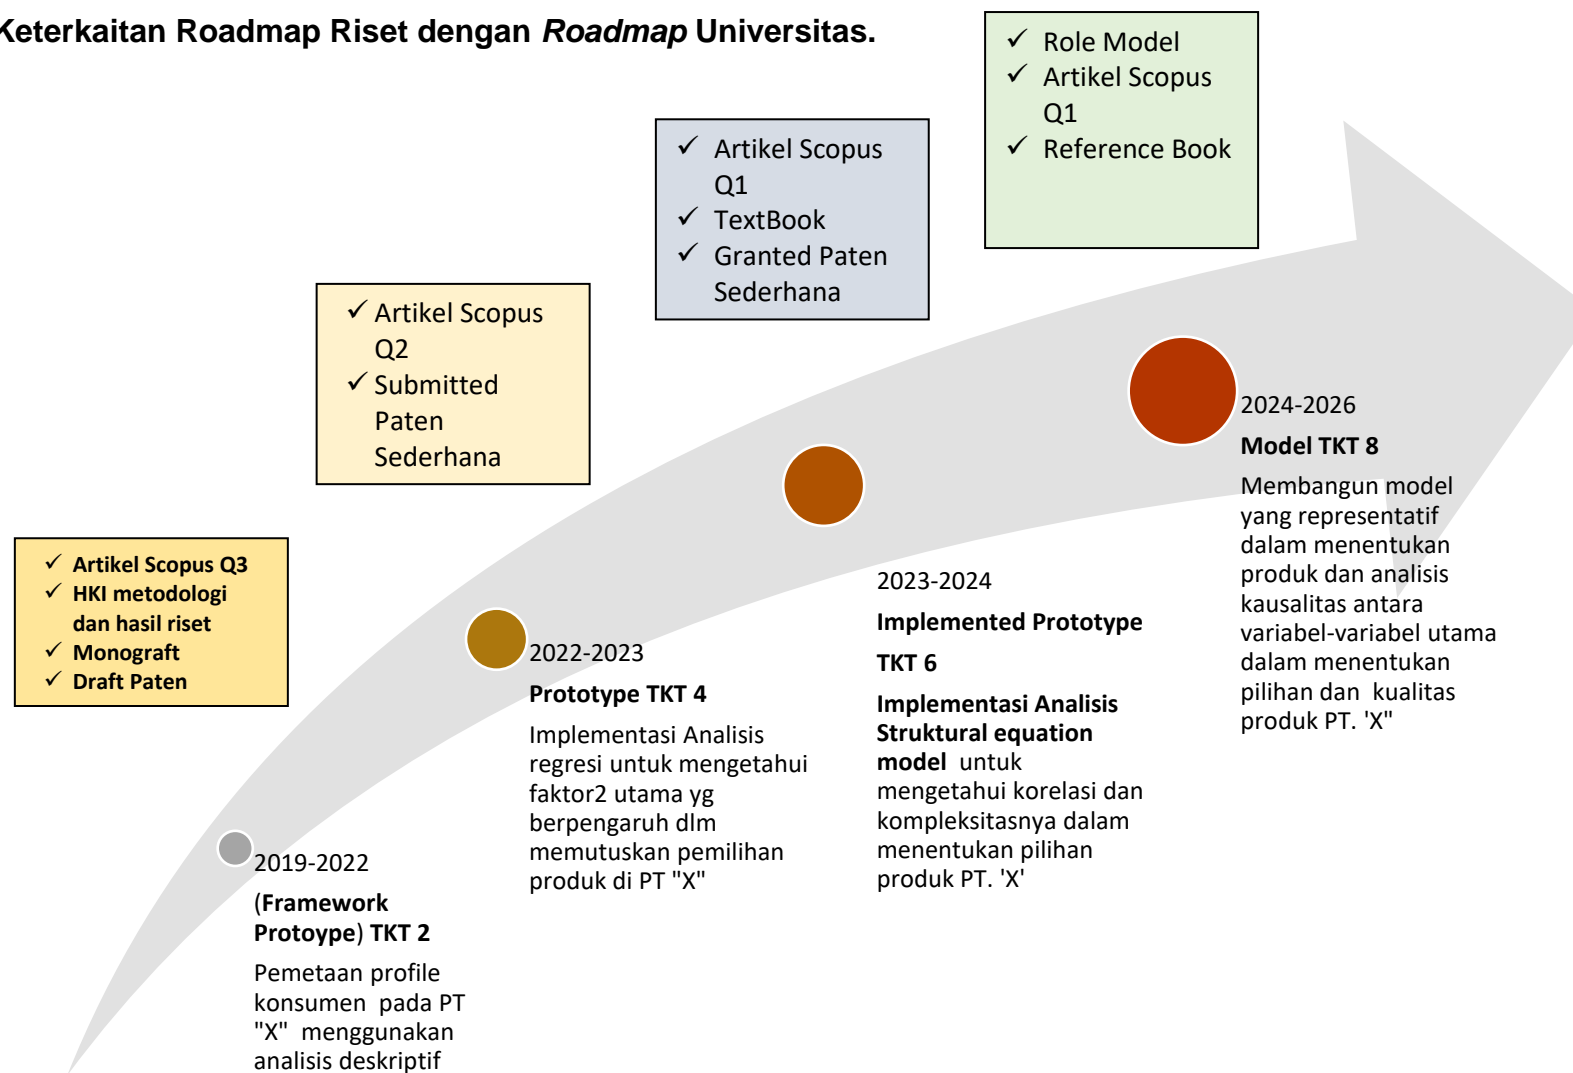 Keterkaitan Roadmap Riset dengan Roadmap Universitas.
✓ Role Model
✓ Artikel Scopus
Q1
✓ Reference Book
✓ Artikel Scopus
Q1
✓ TextBook
✓ Granted Paten
Sederhana
✓ Artikel Scopus
Q2
✓ Submitted
Paten
Sederhana
✓ Artikel Scopus Q3
✓ HKI metodologi
dan hasil riset
✓ Monograft
✓ Draft Paten
2019-2022
(Framework
Protoype) TKT 2
Pemetaan profile
konsumen pada PT
"X" menggunakan
analisis deskriptif
2022-2023
Prototype TKT 4
Implementasi Analisis
regresi untuk mengetahui
faktor2 utama yg
berpengaruh dlm
memutuskan pemilihan
produk di PT "X"
2023-2024
Implemented Prototype
TKT 6
Implementasi Analisis
Struktural equation
model untuk
mengetahui korelasi dan
kompleksitasnya dalam
menentukan pilihan
produk PT. 'X'
2024-2026
Model TKT 8
Membangun model
yang representatif
dalam menentukan
produk dan analisis
kausalitas antara
variabel-variabel utama
dalam menentukan
pilihan dan kualitas
produk PT. 'X"